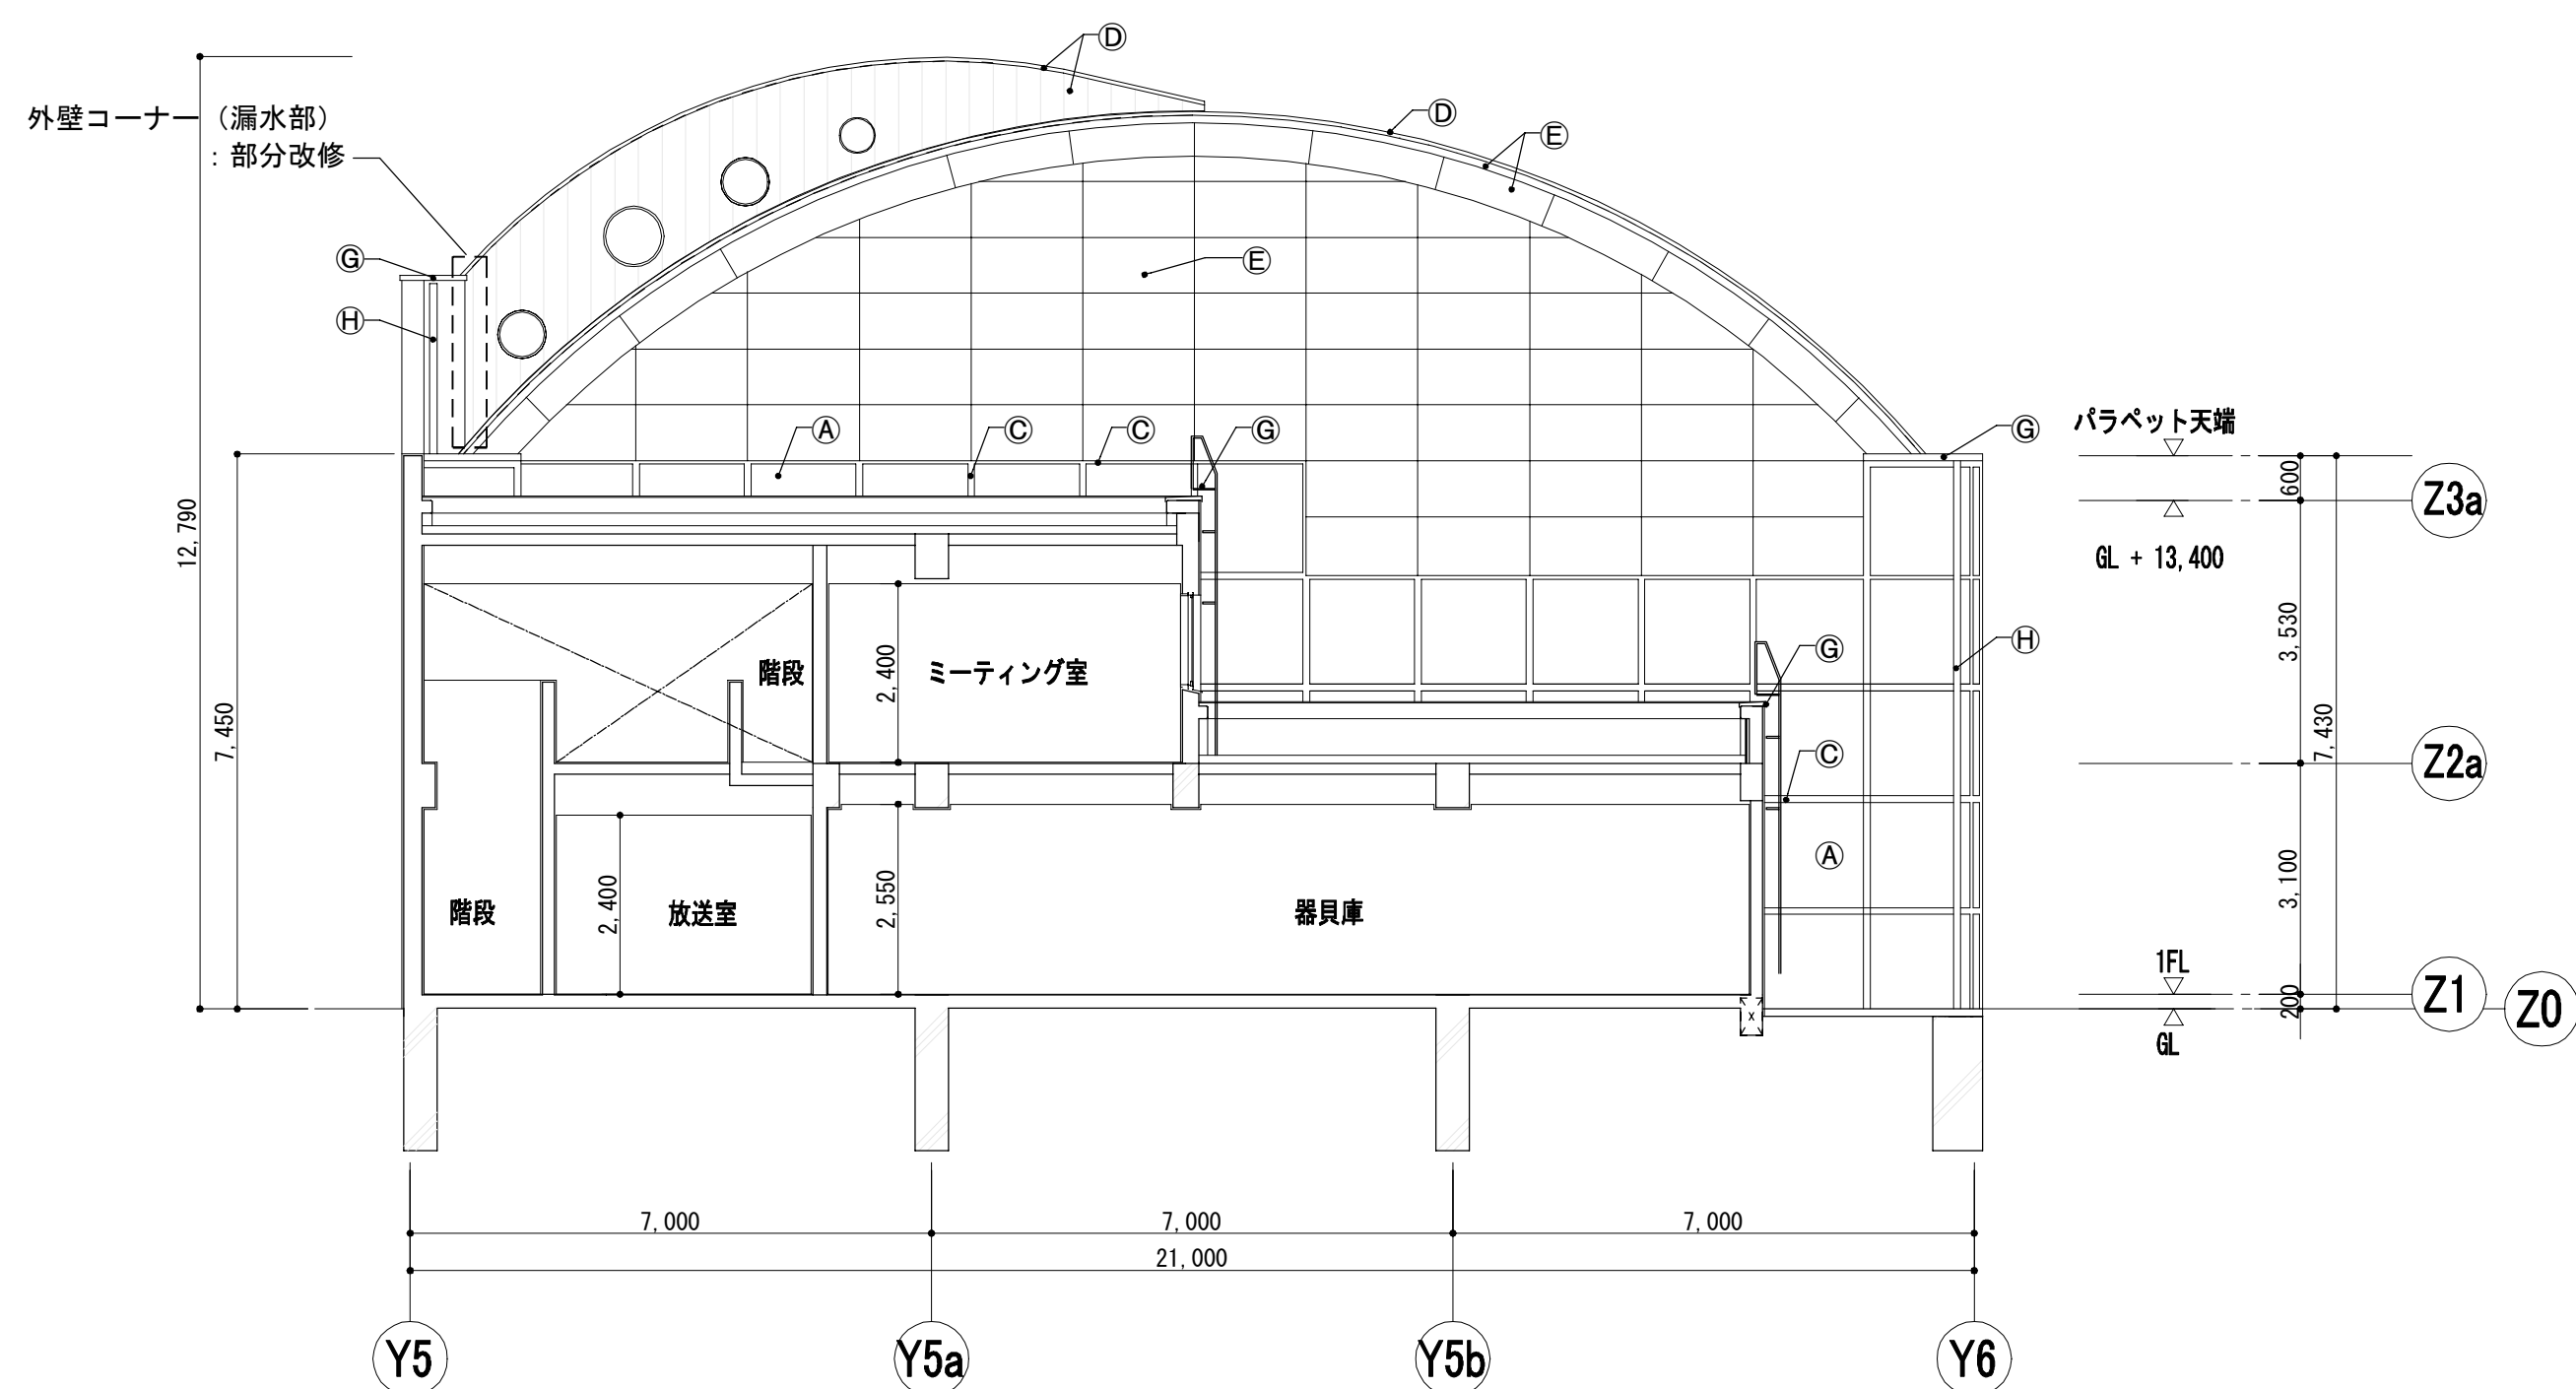 Ⓓ
外壁コーナー（漏水部）
：部分改修
Ⓓ
Ⓔ
Ⓖ
Ⓔ
Ⓗ
Ⓐ
Ⓒ
Ⓒ
Ⓖ
Ⓖ
パラペット天端
600
Z3a
12,790
GL + 13,400
3,530
階段
2,400
ミーティング室
Ⓖ
Ⓗ
7,450
7,430
Ⓒ
Z2a
Ⓐ
3,100
階段
2,400
放送室
2,550
器具庫
1FL
200
Z1
Z0
GL
7,000
7,000
7,000
21,000
Y5
Y5a
Y5b
Y6